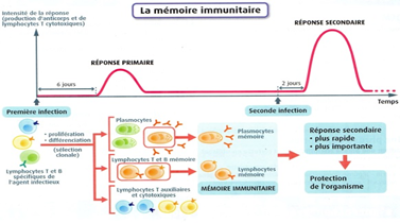 La mémoire immunitaire
Intensité de la réponse
(production d'anticorps et de
lymphocytes T cytotoxiques)
RÉPONSE SECONDAIRE
RÉPONSE PRIMAIRE
6 jours
2 jours
Temps
Première infection
Seconde infection
• prolifération
• différenciation
(sélection
clonale)
Lymphocytes T et B
spécifiques de
l'agent infectieux
Plasmocytes
Plasmocytes
mémoire
Lymphocytes T et B mémoire
Lymphocytes
mémoire
MÉMOIRE IMMUNITAIRE
Lymphocytes T auxiliaires et
cytotoxiques
Réponse secondaire
• plus rapide
• plus importante
Protection
de l'organisme